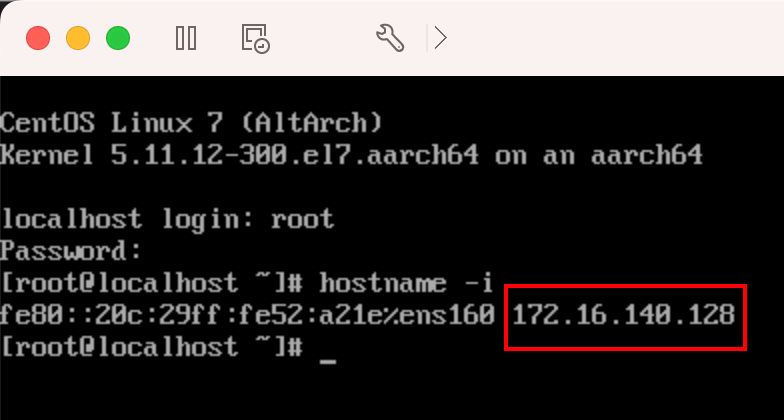 CentOS Linux 7 (AltArch)
Kernel 5.11.12-300.el7.aarch64 on an aarch64
localhost login: root
Password:
[root@localhost ~]# hostname -i
fe80::20c:29ff:fe52:a21e%ens160 172.16.140.128
[root@localhost ~]# _